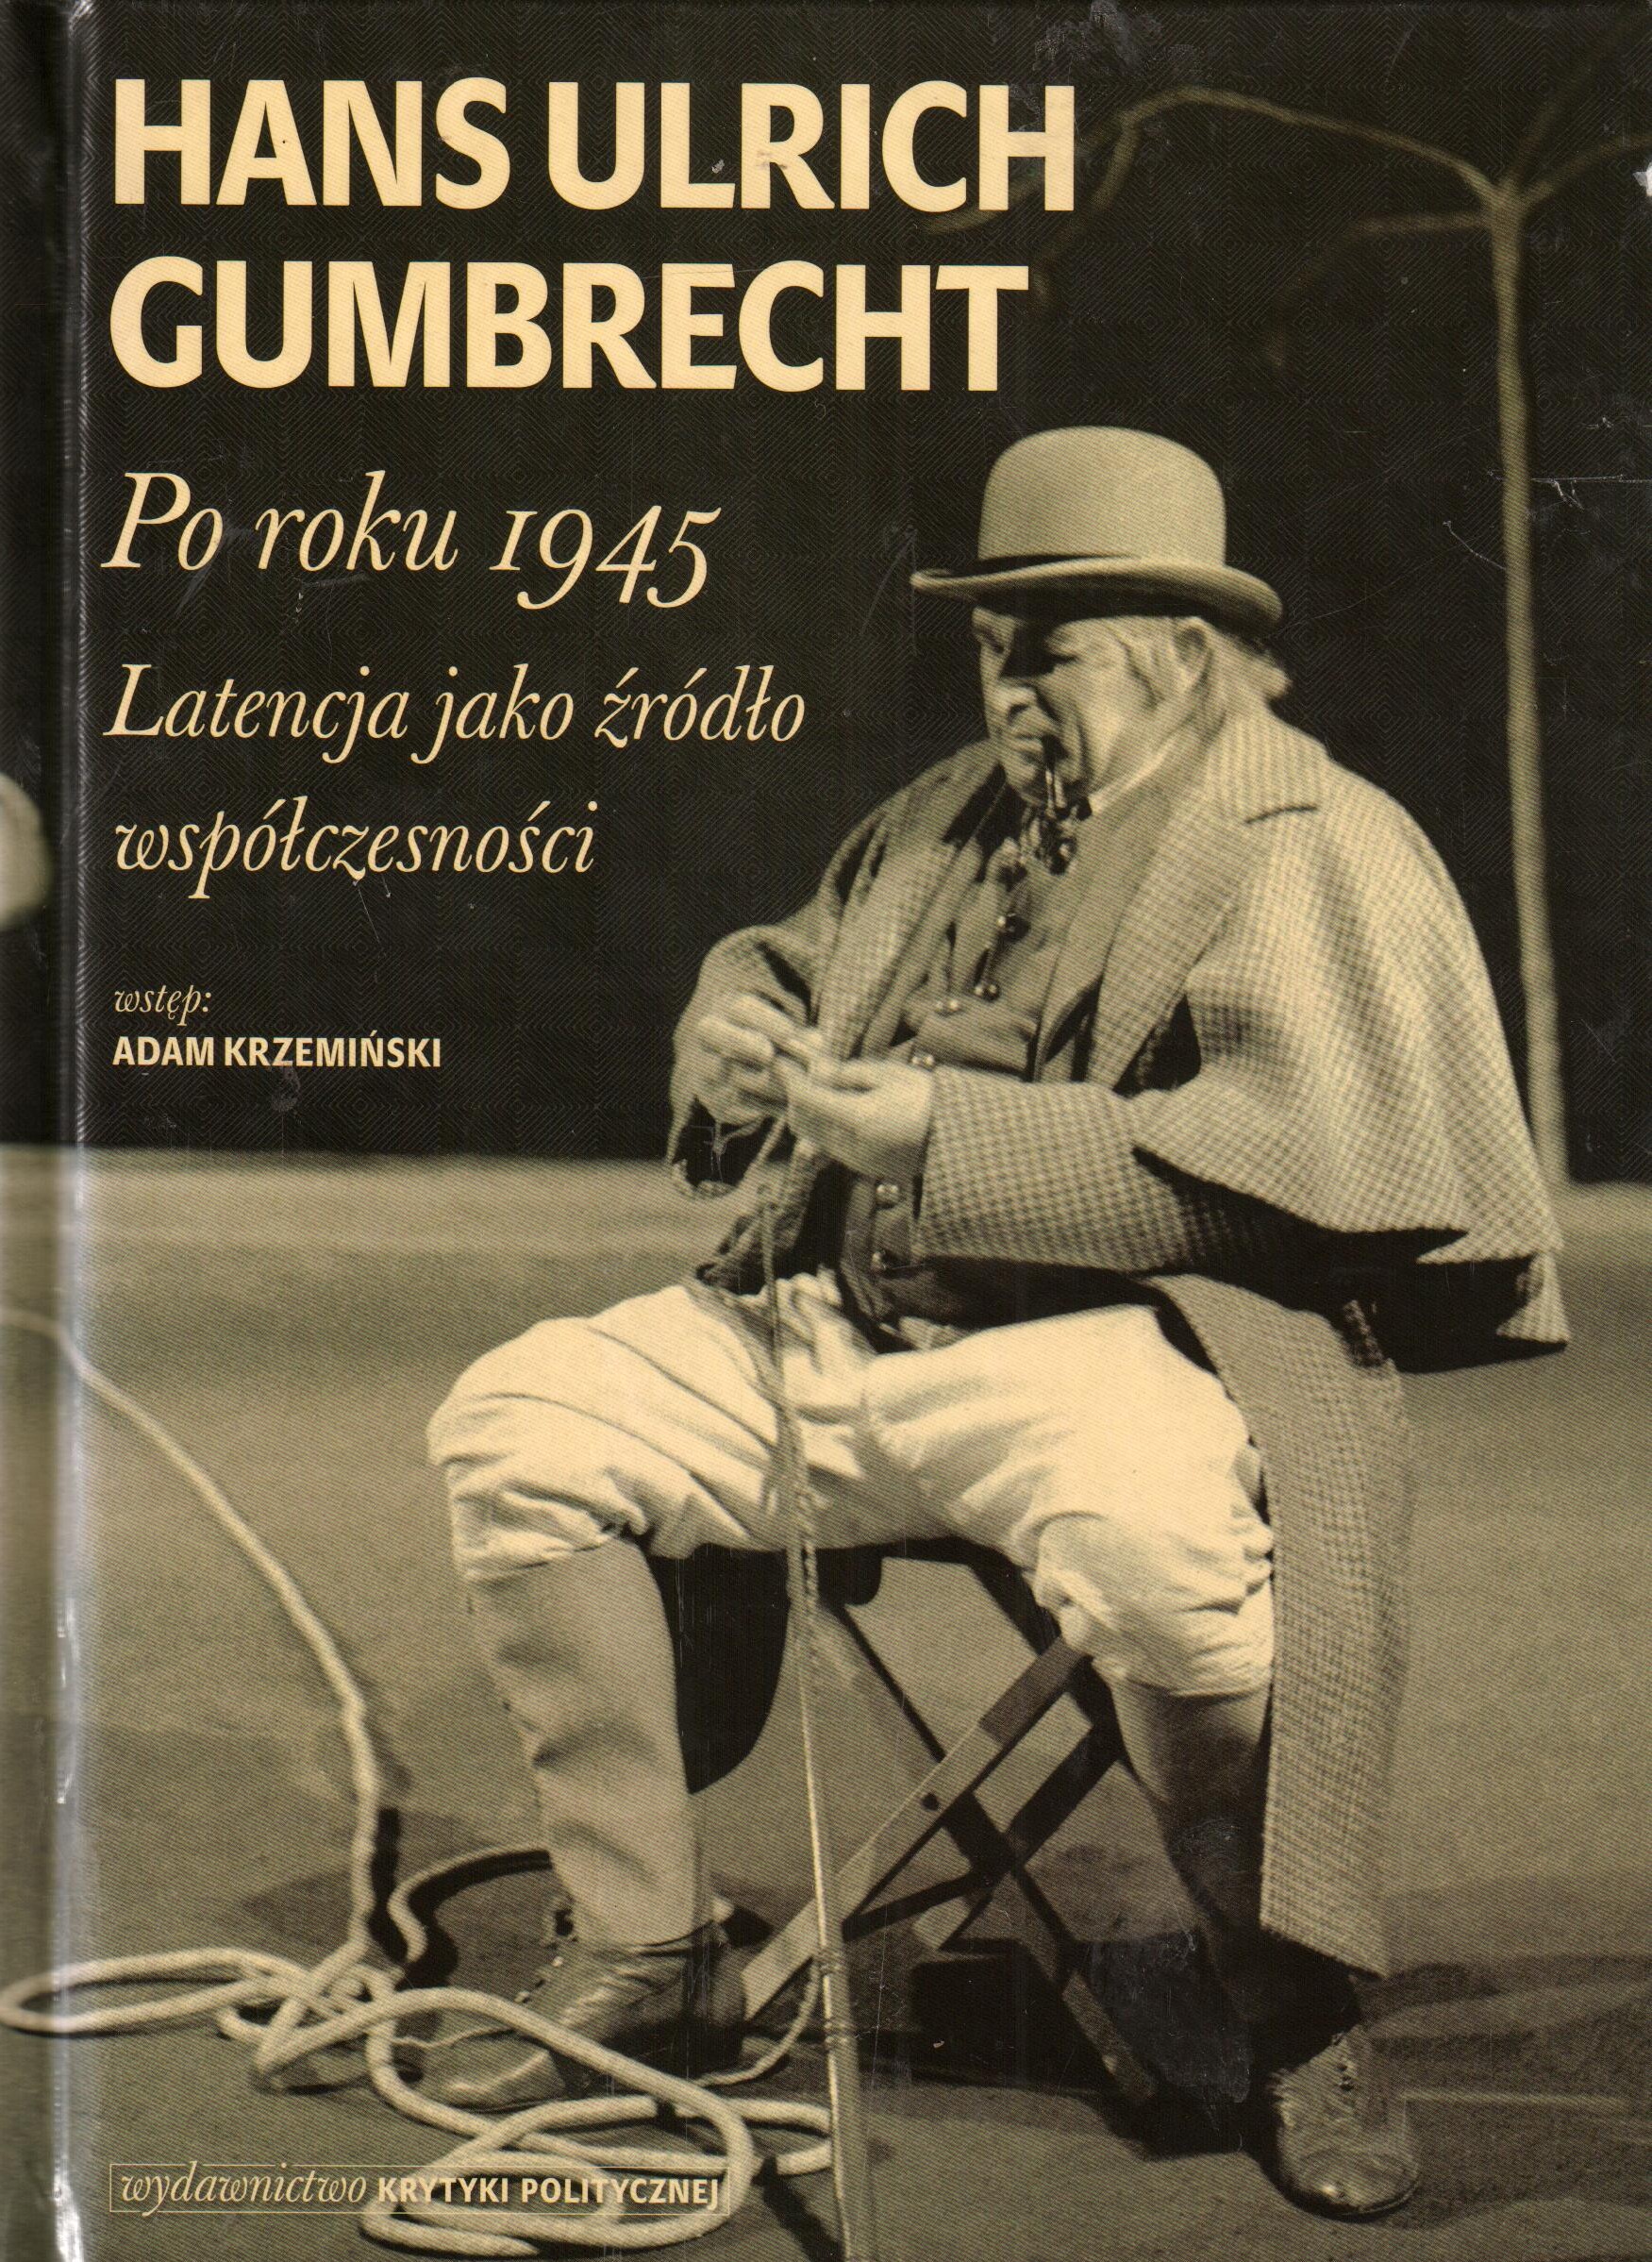 HANS ULRICH
GUMBRECHT
Po roku 1945
Latencja jako źródło
współczesności
wstęp:
ADAM KRZEMIŃSKI
wydawnictwo KRYTYKI POLITYCZNEJ